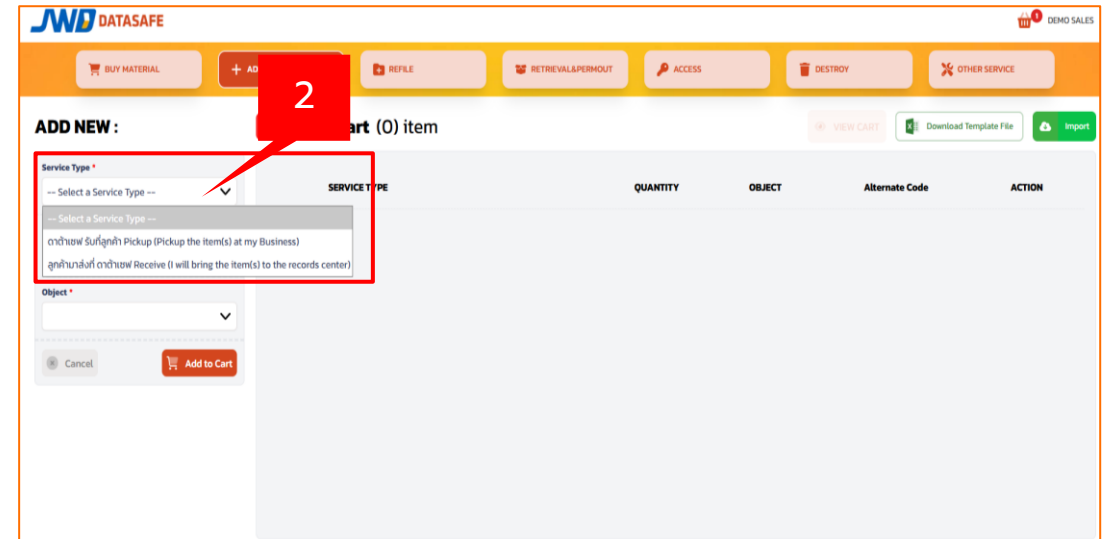 JWD DATASAFE
1
DEMO SALES
BUY MATERIAL
+ AD
REFILE
RETRIEVAL&PERMOUT
ACCESS
DESTROY
OTHER SERVICE
2
ADD NEW :
art (0) item
VIEW CART
Download Template File
Import
Service Type *
-- Select a Service Type --
SERVICE TYPE
QUANTITY
OBJECT
Alternate Code
ACTION
-- Select a Service Type --
ดาต้าเซฟ รับที่ลูกค้า Pickup (Pickup the item(s) at my Business)
ลูกค้ามาส่งที่ ดาต้าเซฟ Receive (I will bring the item(s) to the records center)
Object *
Cancel
Add to Cart